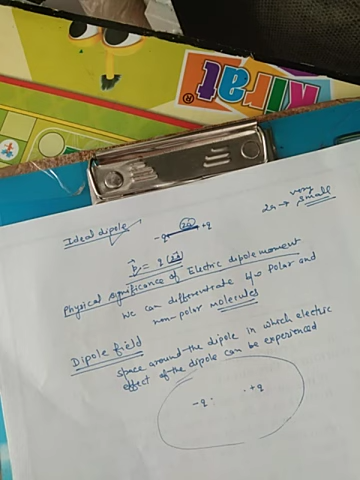 Kirat®
Ideal dipole
-q 2a +q
2a → very small
p⃗ = q (2a⃗)
Physical significance of Electric dipole moment
We can differentiate b/w Polar and
non-polar molecules
Dipole field
space around-the dipole in which electric
effect of the dipole can be experienced
-q . . +q